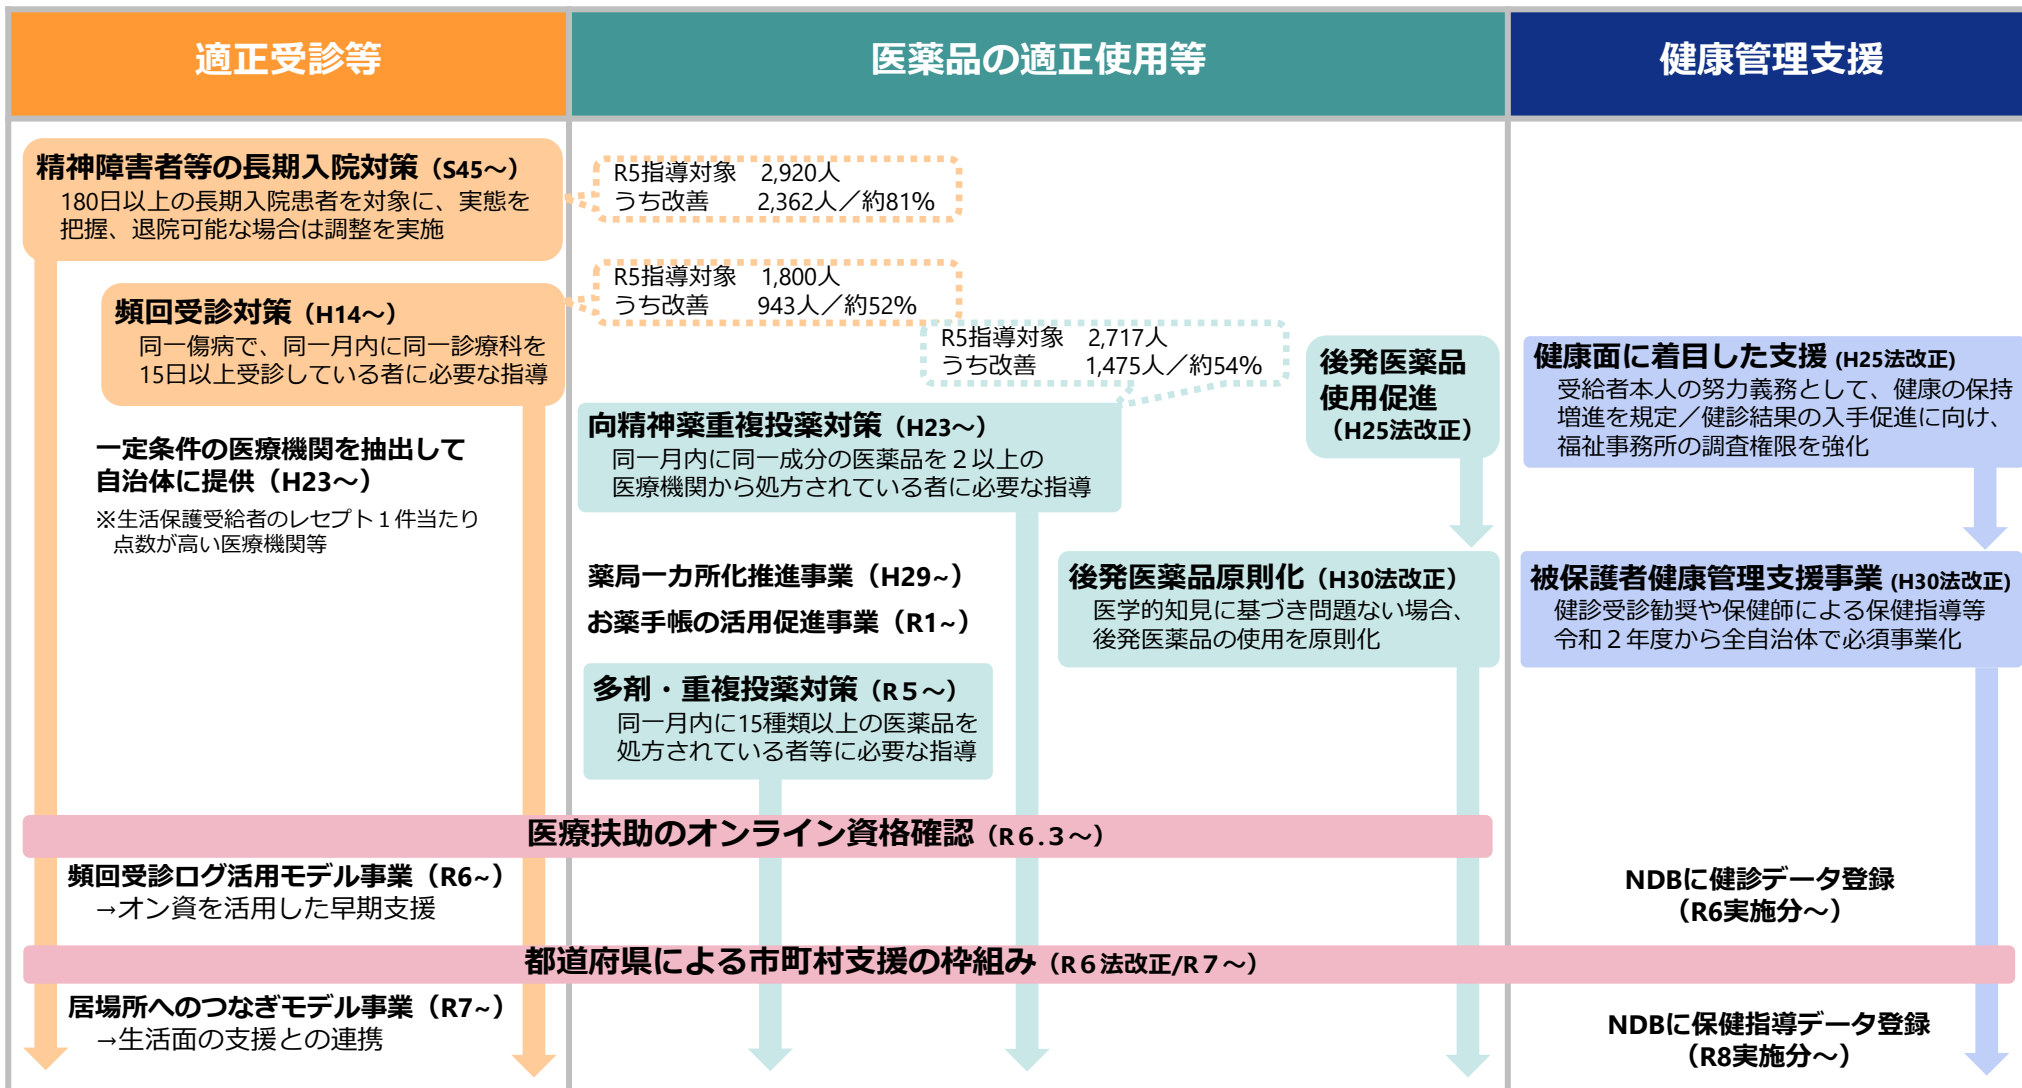 適正受診等
医薬品の適正使用等
健康管理支援
精神障害者等の長期入院対策（S45～）
180日以上の長期入院患者を対象に、実態を
把握、退院可能な場合は調整を実施
R5指導対象　2,920人
うち改善　　2,362人／約81%
頻回受診対策（H14～）
同一傷病で、同一月内に同一診療科を
15日以上受診している者に必要な指導
R5指導対象　1,800人
うち改善　　943人／約52%
一定条件の医療機関を抽出して
自治体に提供（H23～）
※生活保護受給者のレセプト１件当たり
点数が高い医療機関等
R5指導対象　2,717人
うち改善　　1,475人／約54%
向精神薬重複投薬対策（H23～）
同一月内に同一成分の医薬品を２以上の
医療機関から処方されている者に必要な指導
後発医薬品
使用促進
（H25法改正）
薬局一カ所化推進事業（H29~）
お薬手帳の活用促進事業（R1~）
後発医薬品原則化（H30法改正）
医学的知見に基づき問題ない場合、
後発医薬品の使用を原則化
多剤・重複投薬対策（R５～）
同一月内に15種類以上の医薬品を
処方されている者等に必要な指導
健康面に着目した支援 (H25法改正)
受給者本人の努力義務として、健康の保持
増進を規定／健診結果の入手促進に向け、
福祉事務所の調査権限を強化
被保護者健康管理支援事業 (H30法改正)
健診受診勧奨や保健師による保健指導等
令和２年度から全自治体で必須事業化
医療扶助のオンライン資格確認（R６.３～）
頻回受診ログ活用モデル事業（R6~）
→オン資を活用した早期支援
NDBに健診データ登録
（R6実施分～）
都道府県による市町村支援の枠組み（R６法改正/R７～）
居場所へのつなぎモデル事業（R7~）
→生活面の支援との連携
NDBに保健指導データ登録
（R8実施分～）